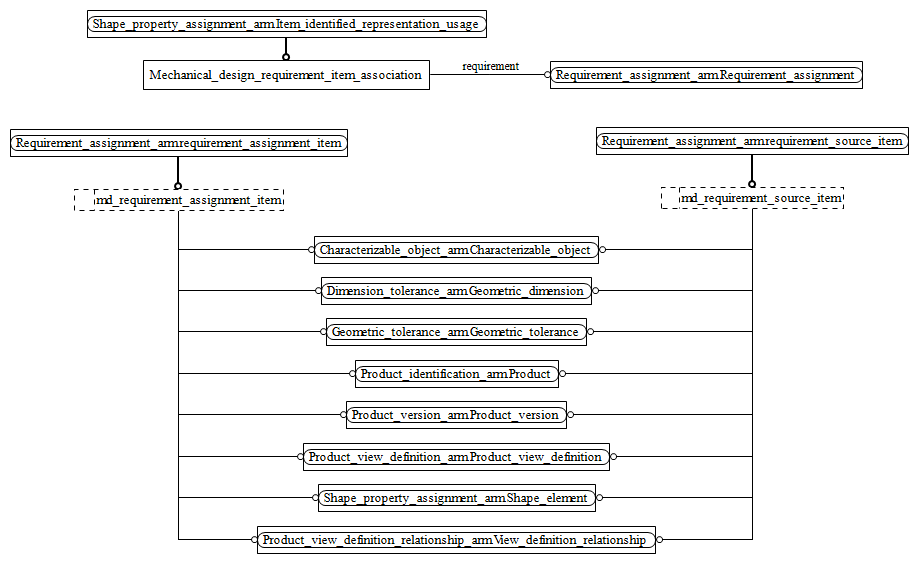 Shape_property_assignment_arm.Item_identified_representation_usage
Mechanical_design_requirement_item_association
requirement
Requirement_assignment_arm.Requirement_assignment
Requirement_assignment_arm.requirement_assignment_item
Requirement_assignment_arm.requirement_source_item
md_requirement_assignment_item
md_requirement_source_item
Characterizable_object_arm.Characterizable_object
Dimension_tolerance_arm.Geometric_dimension
Geometric_tolerance_arm.Geometric_tolerance
Product_identification_arm.Product
Product_version_arm.Product_version
Product_view_definition_arm.Product_view_definition
Shape_property_assignment_arm.Shape_element
Product_view_definition_relationship_arm.View_definition_relationship